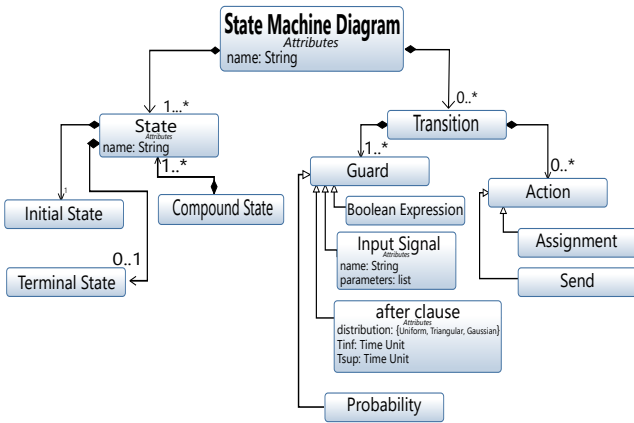 State Machine Diagram
Attributes
name: String
1...*
0..*
State
Attributes
name: String
Transition
1..*
1..*
0..*
Guard
Action
1
Initial State
Compound State
Boolean Expression
Assignment
Input Signal
Attributes
name: String
parameters: list
0..1
Terminal State
Send
after clause
Attributes
distribution: {Uniform, Triangular, Gaussian}
Tinf: Time Unit
Tsup: Time Unit
Probability